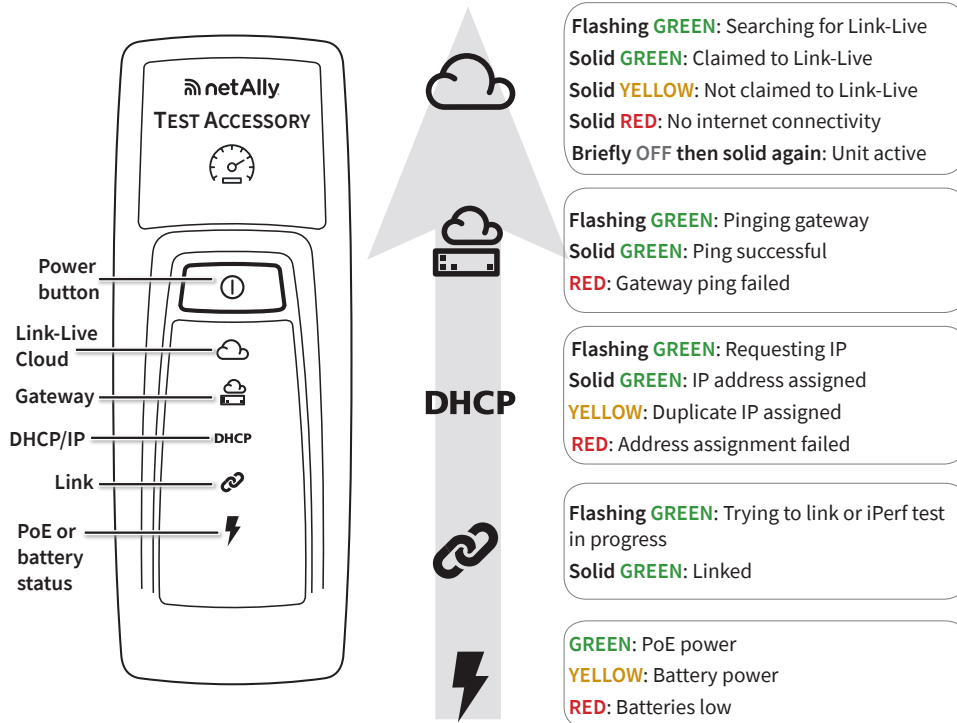 netAlly
TEST ACCESSORY
Power
button
Link-Live
Cloud
Gateway
DHCP/IP
DHCP
Link
PoE or
battery
status
Flashing GREEN: Searching for Link-Live
Solid GREEN: Claimed to Link-Live
Solid YELLOW: Not claimed to Link-Live
Solid RED: No internet connectivity
Briefly OFF then solid again: Unit active
Flashing GREEN: Pinging gateway
Solid GREEN: Ping successful
RED: Gateway ping failed
DHCP
Flashing GREEN: Requesting IP
Solid GREEN: IP address assigned
YELLOW: Duplicate IP assigned
RED: Address assignment failed
Flashing GREEN: Trying to link or iPerf test
in progress
Solid GREEN: Linked
GREEN: PoE power
YELLOW: Battery power
RED: Batteries low